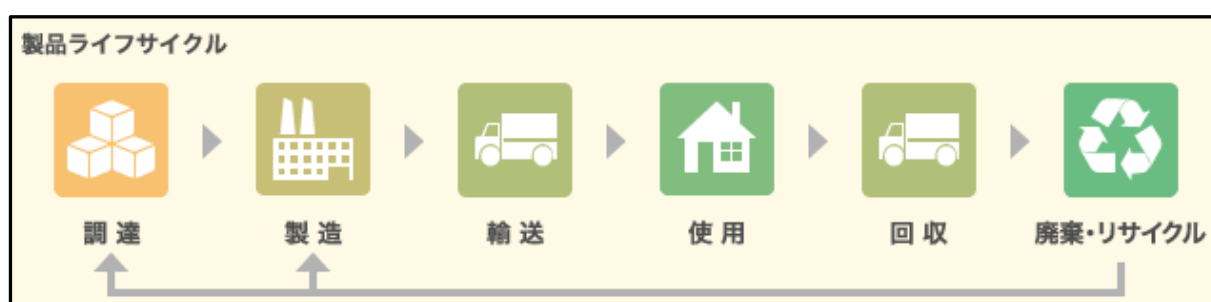 製品ライフサイクル
調達
製造
輸送
使用
回収
廃棄・リサイクル